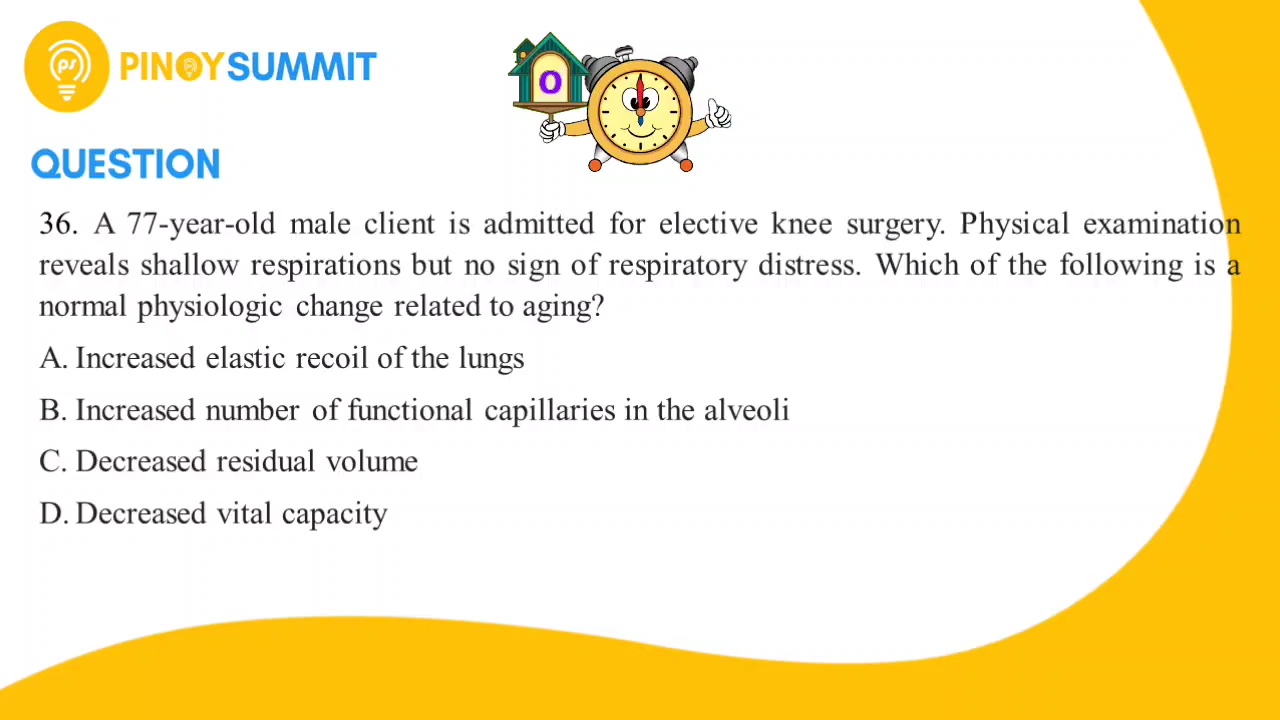 PINOYSUMMIT
O
QUESTION
36. A 77-year-old male client is admitted for elective knee surgery. Physical examination
reveals shallow respirations but no sign of respiratory distress. Which of the following is a
normal physiologic change related to aging?
A. Increased elastic recoil of the lungs
B. Increased number of functional capillaries in the alveoli
C. Decreased residual volume
D. Decreased vital capacity